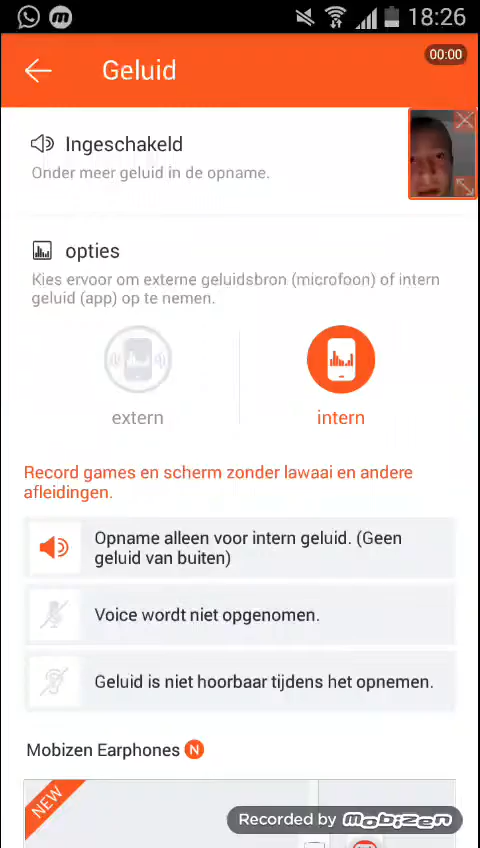 18:26
Geluid
00:00
Ingeschakeld
Onder meer geluid in de opname.
opties
Kies ervoor om externe geluidsbron (microfoon) of intern
geluid (app) op te nemen.
extern
intern
Record games en scherm zonder lawaai en andere
afleidingen.
Opname alleen voor intern geluid. (Geen
geluid van buiten)
Voice wordt niet opgenomen.
Geluid is niet hoorbaar tijdens het opnemen.
Mobizen Earphones N
NEW
Recorded by Mobizen